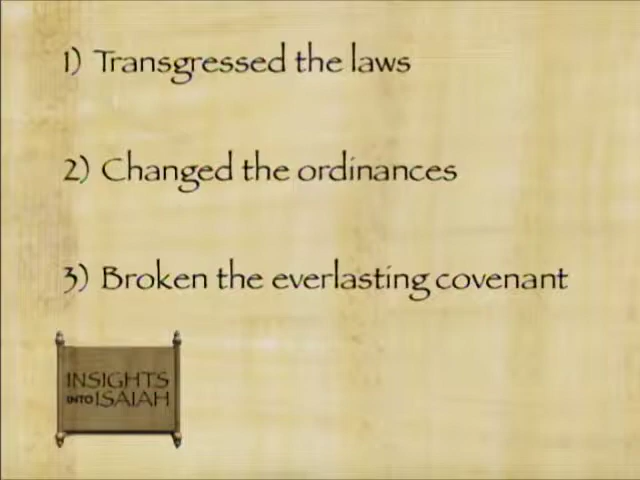 1) Transgressed the laws
2) Changed the ordinances
3) Broken the everlasting covenant
INSIGHTS
INTO ISAIAH